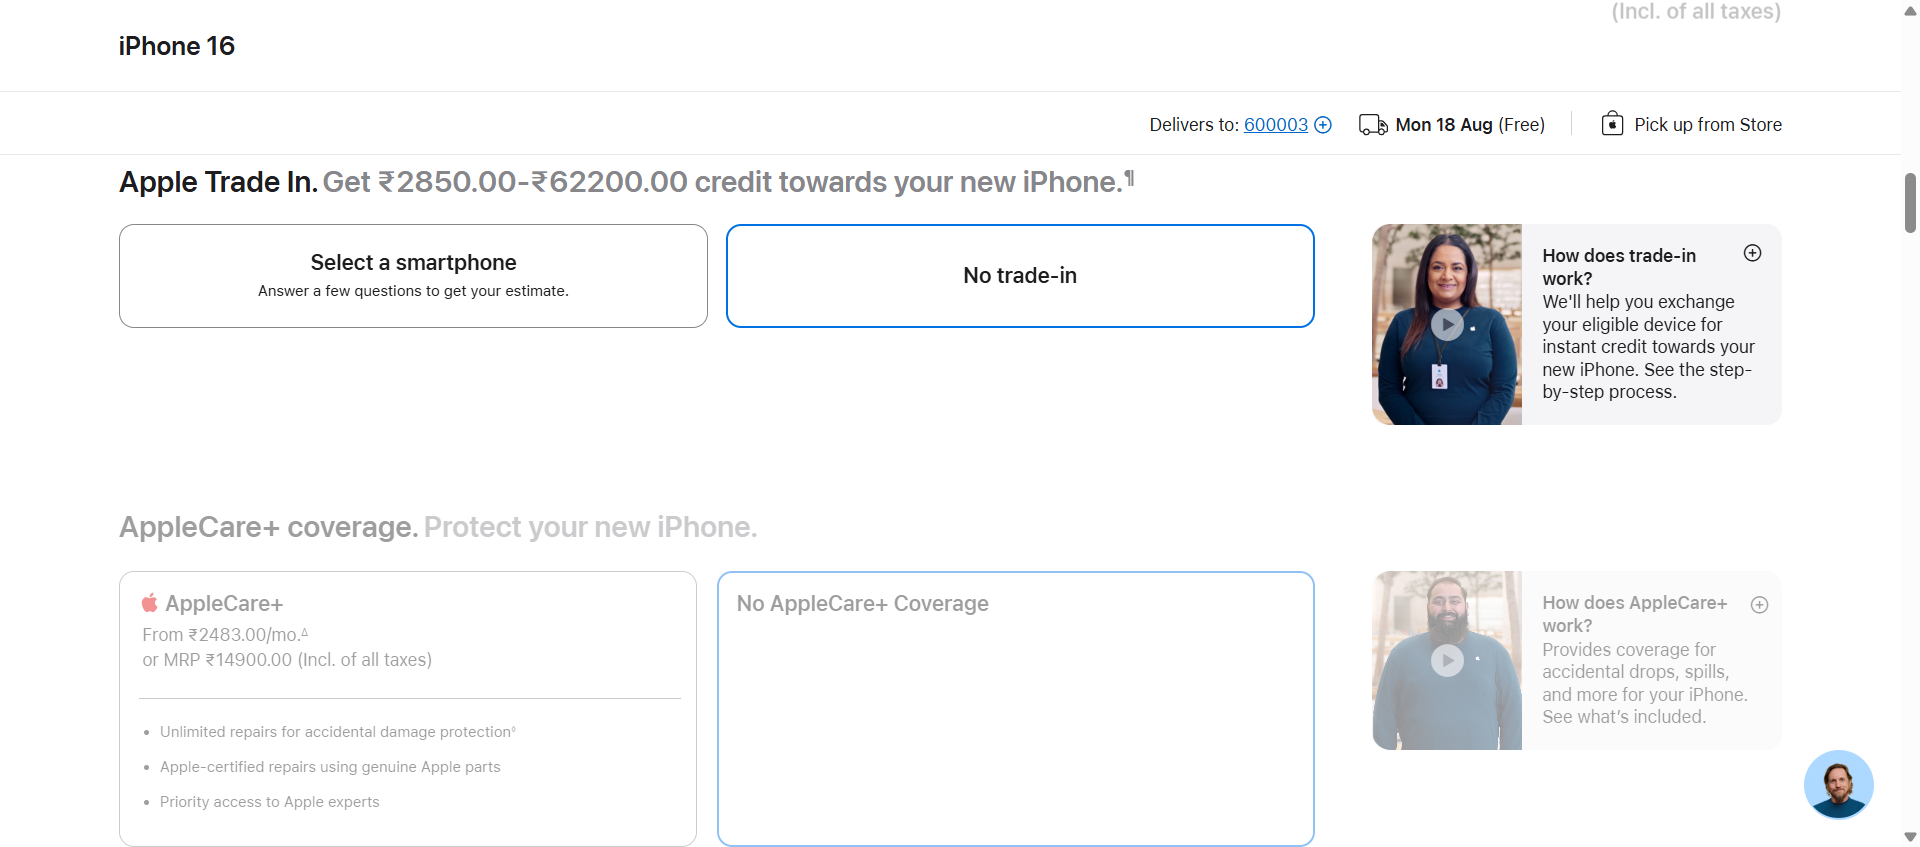 (Incl. of all taxes)
iPhone 16
Delivers to: 600003
Mon 18 Aug (Free)
Pick up from Store
Apple Trade In. Get ₹2850.00-₹62200.00 credit towards your new iPhone.¶
Select a smartphone
Answer a few questions to get your estimate.
No trade-in
How does trade-in
work?
We'll help you exchange
your eligible device for
instant credit towards your
new iPhone. See the step-
by-step process.
AppleCare+ coverage. Protect your new iPhone.
AppleCare+
From ₹2483.00/mo.△
or MRP ₹14900.00 (Incl. of all taxes)
• Unlimited repairs for accidental damage protection◊
• Apple-certified repairs using genuine Apple parts
• Priority access to Apple experts
No AppleCare+ Coverage
How does AppleCare+
work?
Provides coverage for
accidental drops, spills,
and more for your iPhone.
See what’s included.